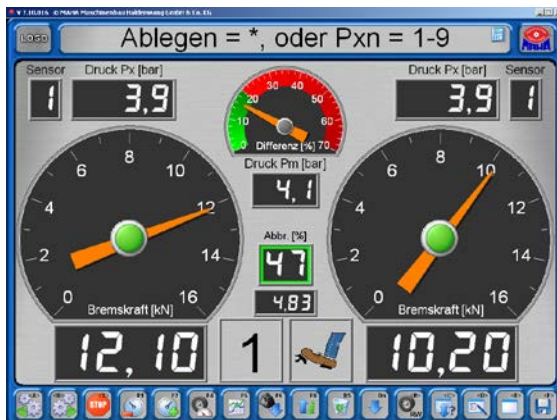 V 7.10.016 © MAHA Maschinenbau Haldenwang GmbH & Co. KG
LOGO
Ablegen = *, oder Pxn = 1-9
MAHA
Sensor
Druck Px [bar]
1
3,9
Druck Px [bar]
Sensor
3,9
1
0
10
20
30
40
50
60
70
Differenz [%]
Druck Pm [bar]
4,1
0
2
4
6
8
10
12
14
16
Bremskraft [kN]
12,10
Abbr. [%]
47
4,83
1
0
2
4
6
8
10
12
14
16
Bremskraft [kN]
10,20
STOP